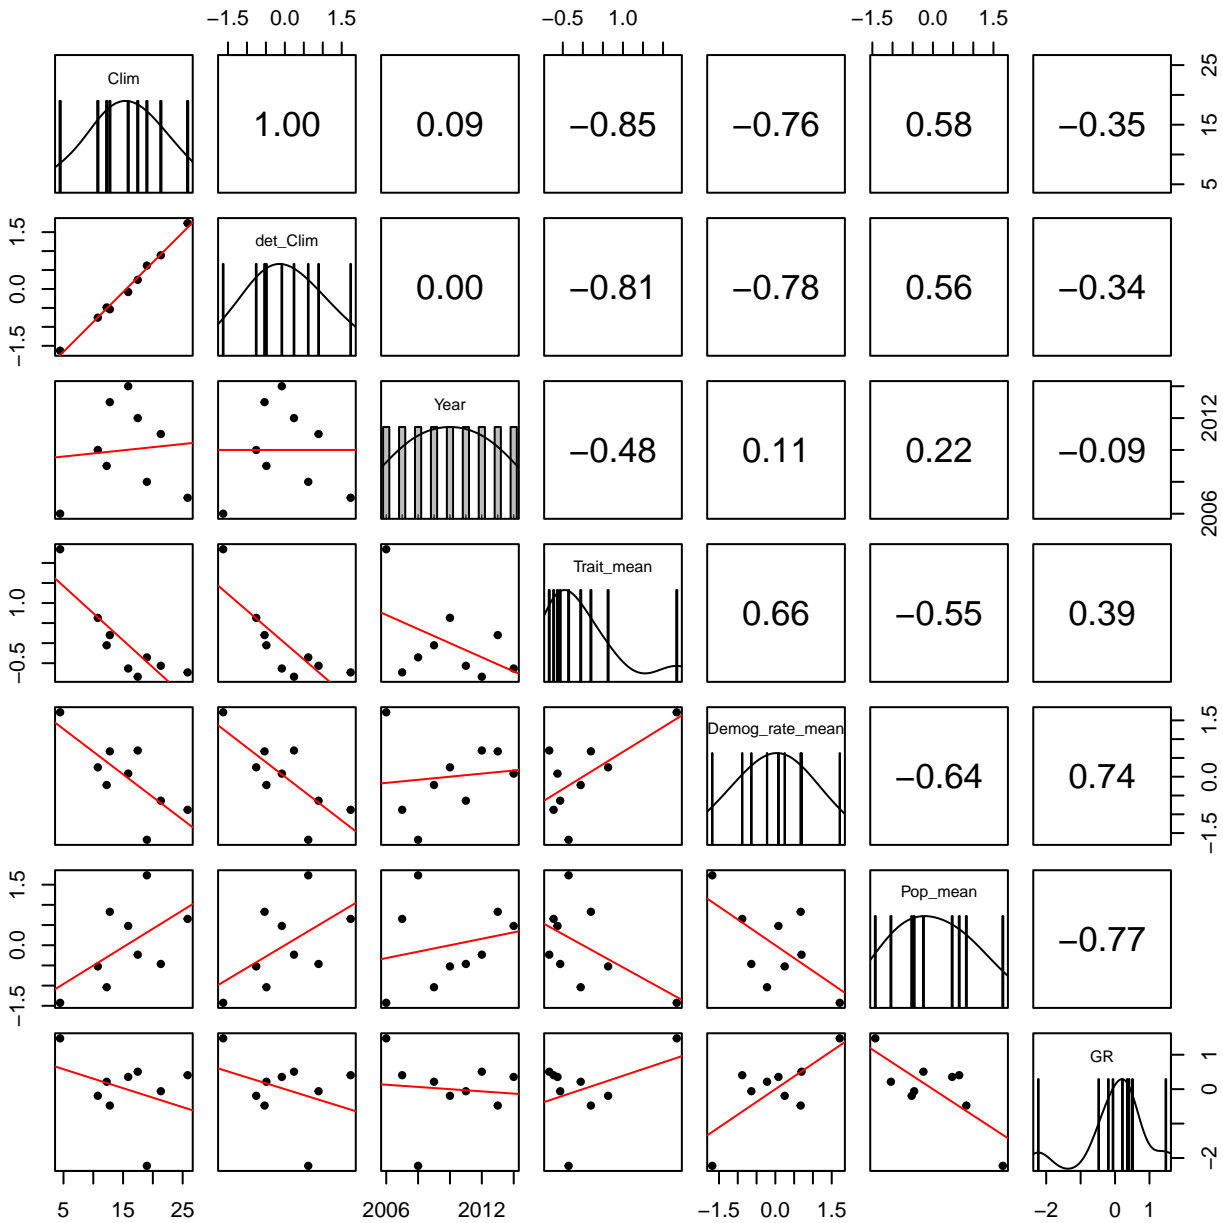 −1.5 0.0 1.5 −0.5 1.0 −1.5 0.0 1.5
Clim 1.00 0.09 −0.85 −0.76 0.58 −0.35 5 15 25
−1.5 0.0 1.5 det_Clim 0.00 −0.81 −0.78 0.56 −0.34
Year −0.48 0.11 0.22 −0.09 2006 2012
−0.5 1.0 Trait_mean 0.66 −0.55 0.39
Demog_rate_mean −0.64 0.74 −1.5 0.0 1.5
−1.5 0.0 1.5 Pop_mean −0.77
GR −2 0 1
5 15 25 2006 2012 −1.5 0.0 1.5 −2 0 1